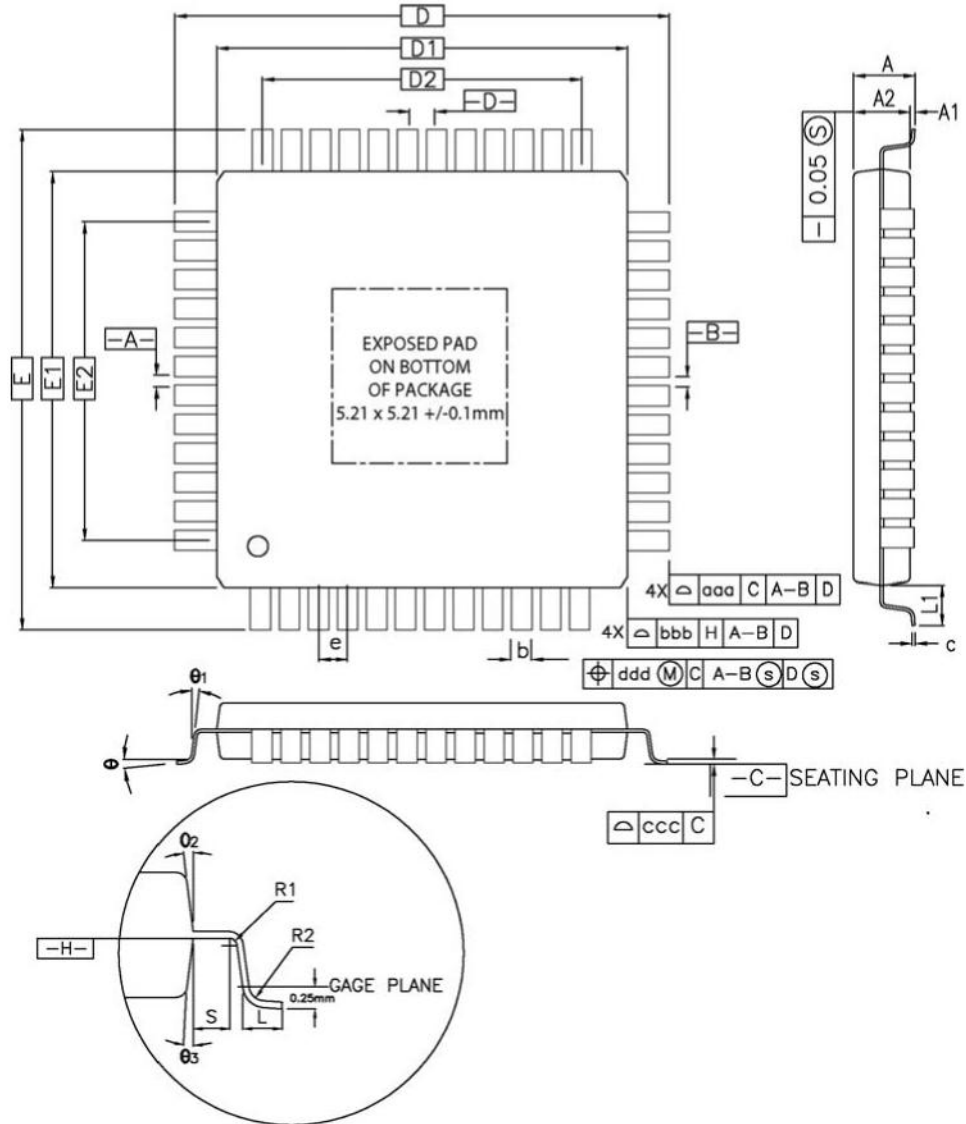 D
D1
D2
-D-
A
A2
A1
- 0.05 S
-A-
-B-
E
E1
E2
EXPOSED PAD
ON BOTTOM
OF PACKAGE
5.21 x 5.21 +/-0.1mm
4X ⌓ aaa C A-B D
4X ⌓ bbb H A-B D
⌖ ddd Ⓜ C A-B Ⓢ D Ⓢ
e
b
L1
c
θ1
θ
-C- SEATING PLANE
⌓ ccc C
θ2
R1
R2
-H-
GAGE PLANE
0.25mm
S
L
θ3